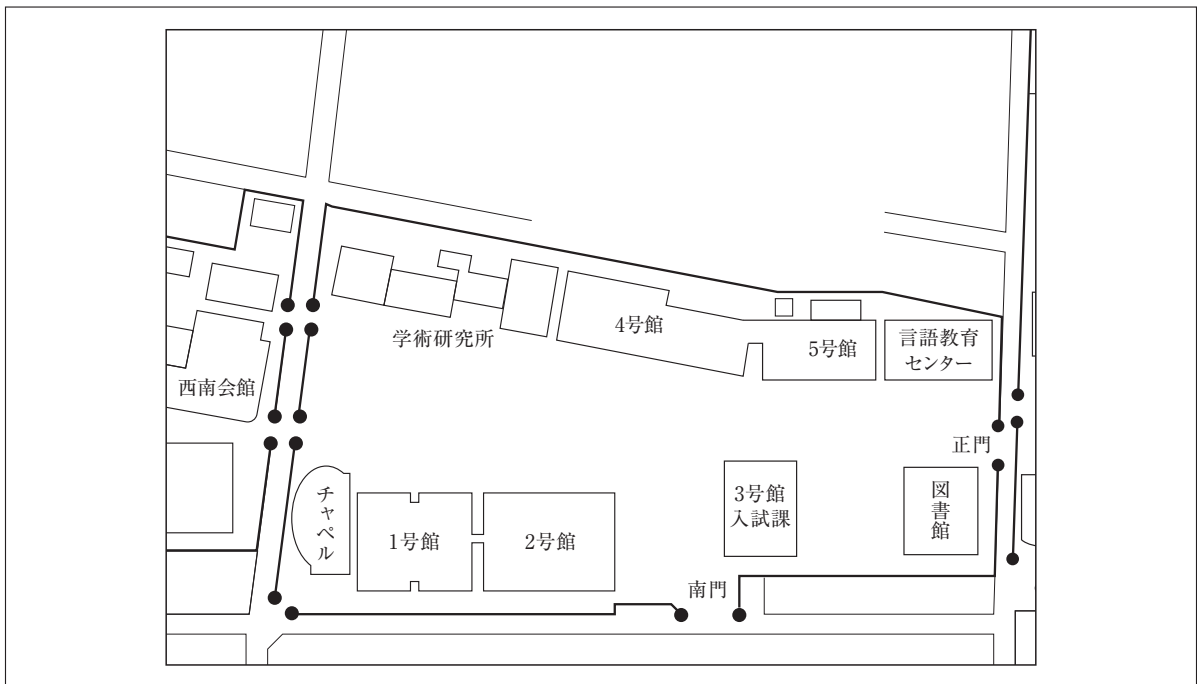 4号館
5号館
言語教育
センター
学術研究所
西南会館
正門
チャペル
1号館
2号館
3号館
入試課
図書館
南門